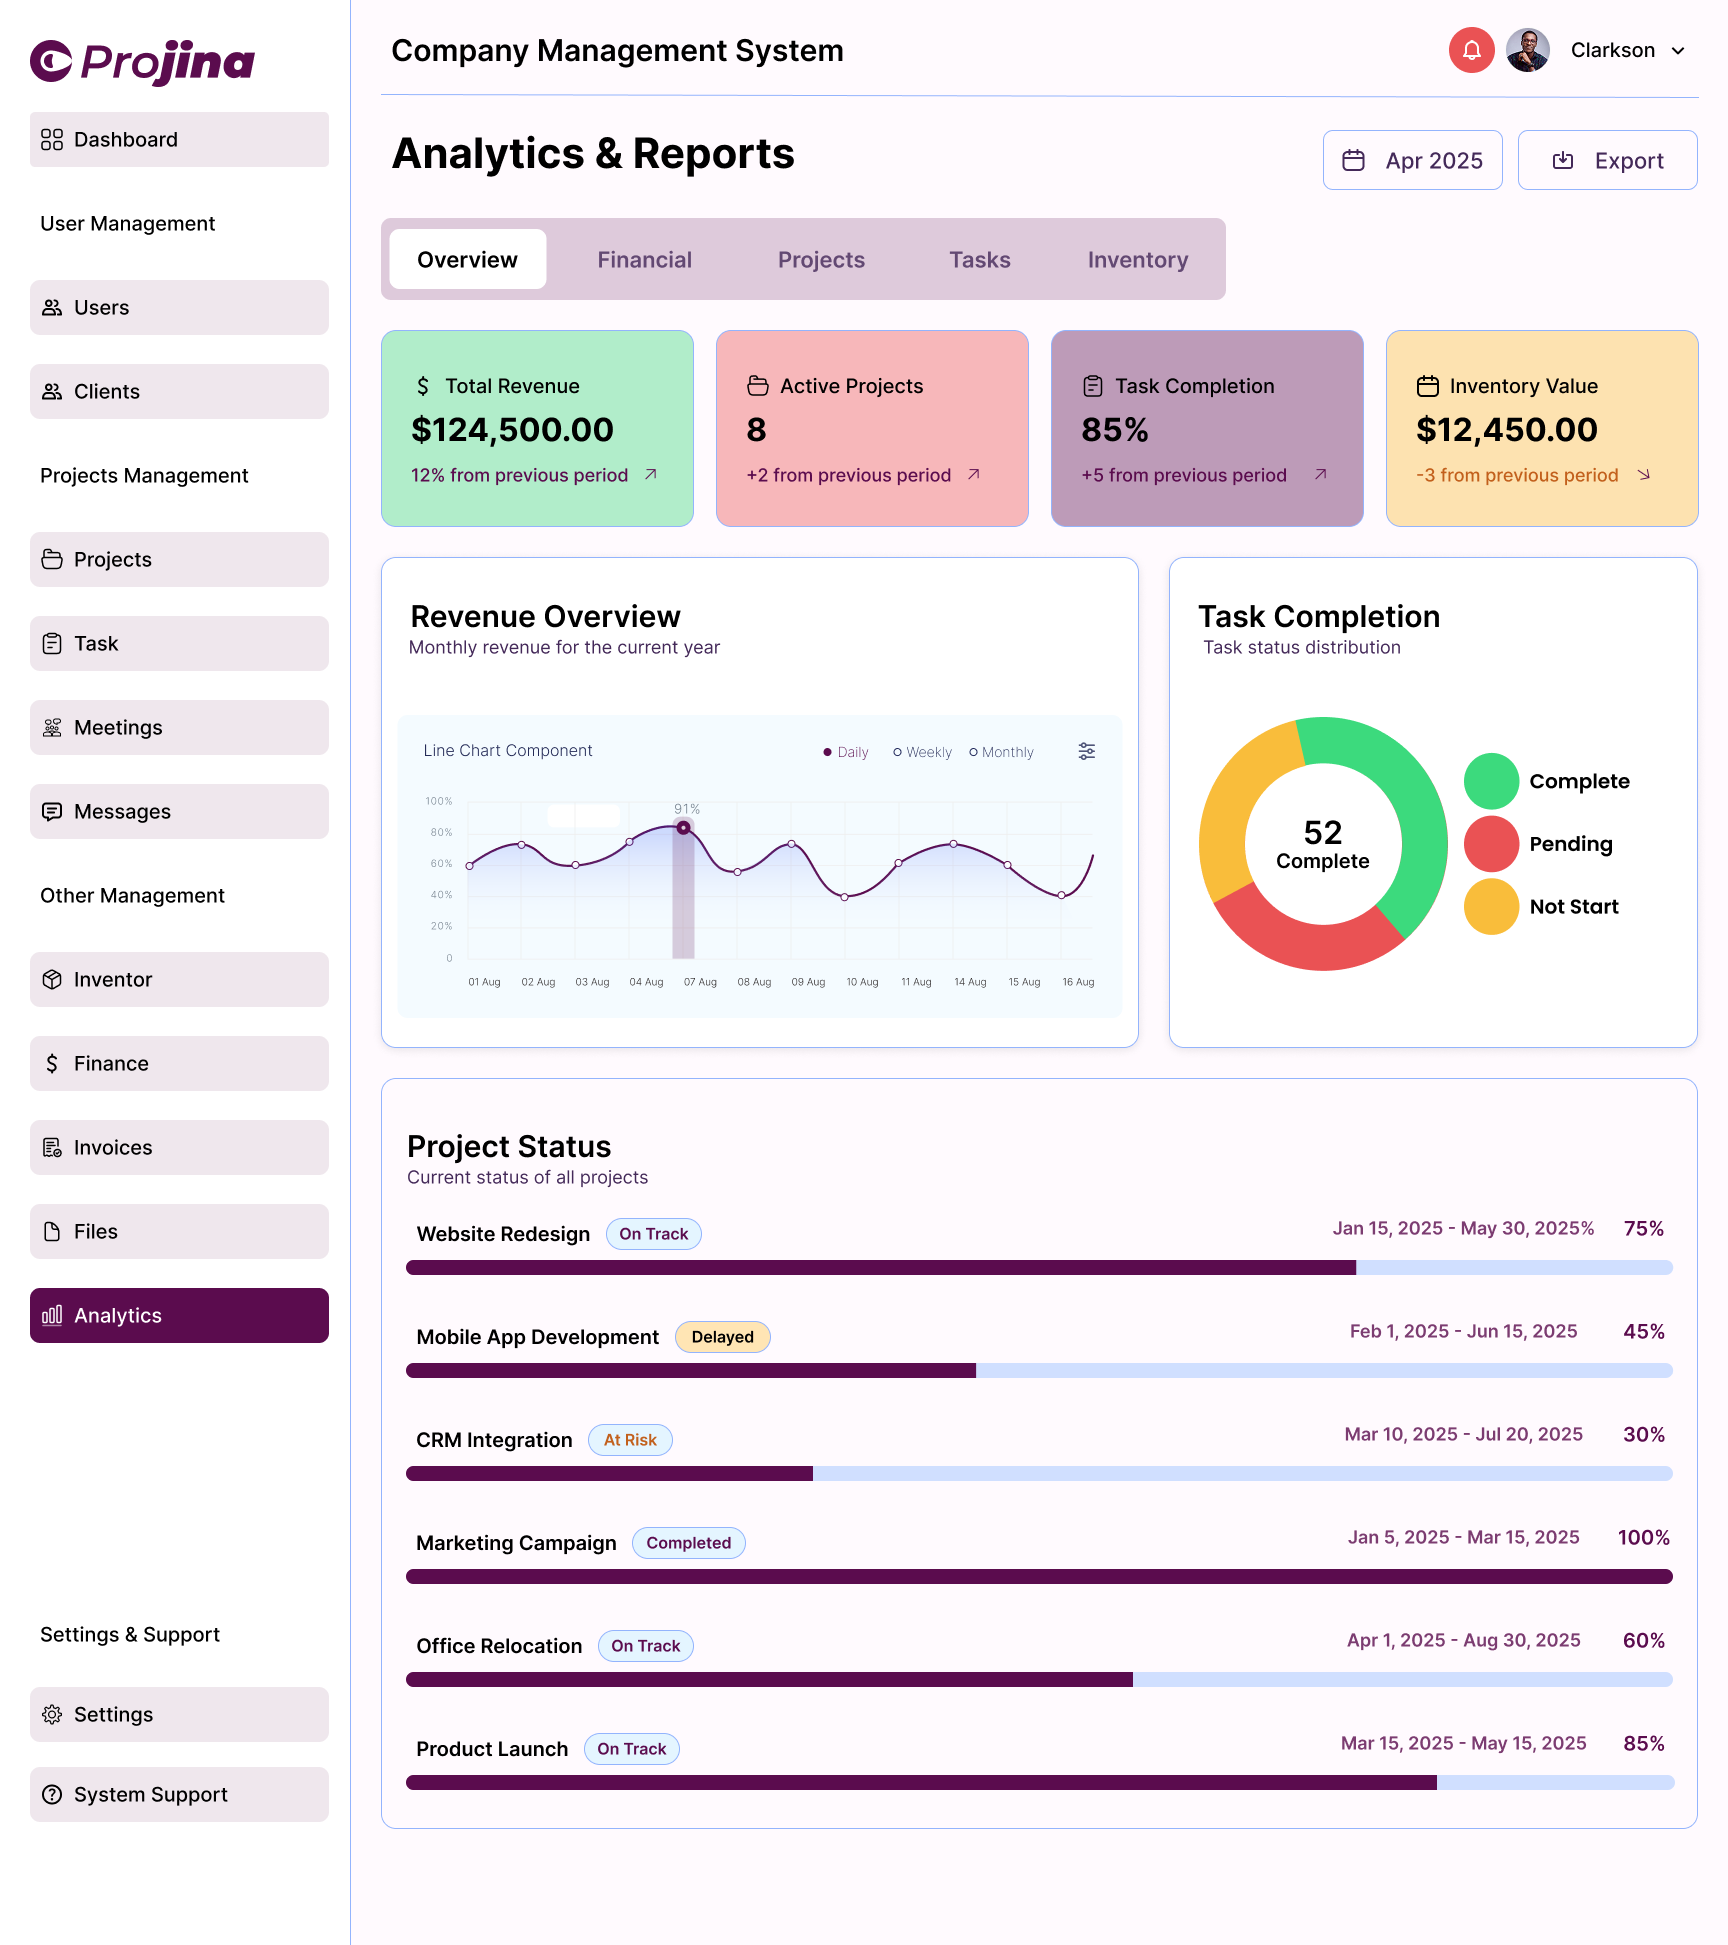 Projina
Dashboard
User Management
Users
Clients
Projects Management
Projects
Task
Meetings
Messages
Other Management
Inventor
Finance
Invoices
Files
Analytics
Settings & Support
Settings
System Support
Company Management System
Clarkson
Analytics & Reports
Apr 2025
Export
Overview Financial Projects Tasks Inventory
Total Revenue
$124,500.00
12% from previous period
Active Projects
8
+2 from previous period
Task Completion
85%
+5 from previous period
Inventory Value
$12,450.00
-3 from previous period
Revenue Overview
Monthly revenue for the current year
Line Chart Component
Daily Weekly Monthly
100%
80%
60%
40%
20%
0
91%
01 Aug 02 Aug 03 Aug 04 Aug 07 Aug 08 Aug 09 Aug 10 Aug 11 Aug 14 Aug 15 Aug 16 Aug
Task Completion
Task status distribution
52
Complete
Complete
Pending
Not Start
Project Status
Current status of all projects
Website Redesign On Track Jan 15, 2025 - May 30, 2025% 75%
Mobile App Development Delayed Feb 1, 2025 - Jun 15, 2025 45%
CRM Integration At Risk Mar 10, 2025 - Jul 20, 2025 30%
Marketing Campaign Completed Jan 5, 2025 - Mar 15, 2025 100%
Office Relocation On Track Apr 1, 2025 - Aug 30, 2025 60%
Product Launch On Track Mar 15, 2025 - May 15, 2025 85%